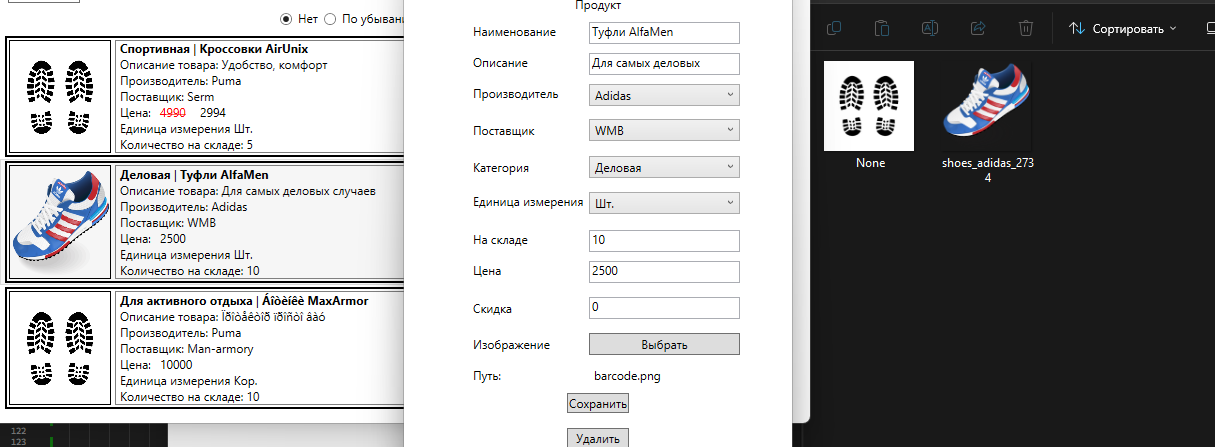 Нет По убывани
Спортивная | Кроссовки AirUnix
Описание товара: Удобство, комфорт
Производитель: Puma
Поставщик: Serm
Цена: 4990 2994
Единица измерения Шт.
Количество на складе: 5
Деловая | Туфли AlfaMen
Описание товара: Для самых деловых случаев
Производитель: Adidas
Поставщик: WMB
Цена: 2500
Единица измерения Шт.
Количество на складе: 10
Для активного отдыха | Áîòèíêè MaxArmor
Описание товара: Ïðîòåêòîð ïðîñòî âàó
Производитель: Puma
Поставщик: Man-armory
Цена: 10000
Единица измерения Кор.
Количество на складе: 10
122
123
Продукт
Наименование Туфли AlfaMen
Описание Для самых деловых
Производитель Adidas
Поставщик WMB
Категория Деловая
Единица измерения Шт.
На складе 10
Цена 2500
Скидка 0
Изображение Выбрать
Путь: barcode.png
Сохранить
Удалить
Сортировать
None
shoes_adidas_273
4